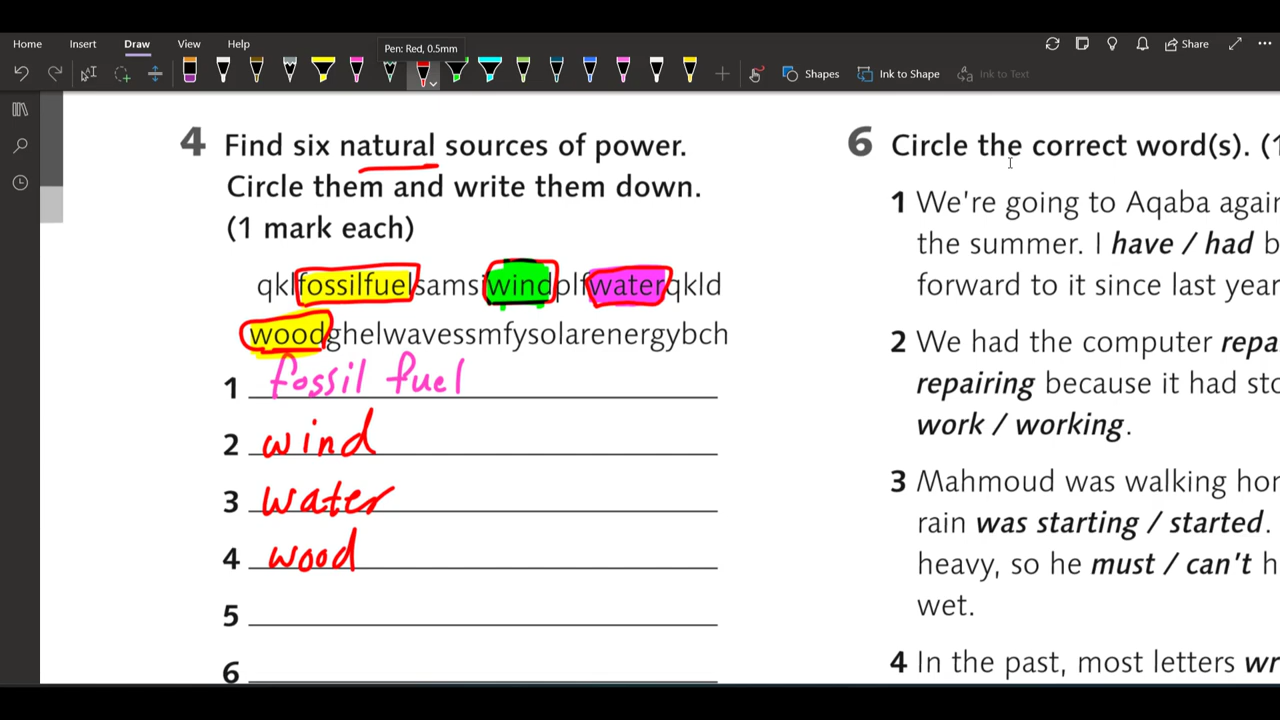 Home Insert Draw View Help
Pen: Red, 0.5mm
Share
Shapes Ink to Shape Ink to Text
4 Find six natural sources of power.
Circle them and write them down.
(1 mark each)
qklfossilfuelsamsiwindplfwaterqkld
woodghelwavessmfysolarenergybch
1 fossil fuel
2 wind
3 water
4 wood
5
6
6 Circle the correct word(s). (1
1 We're going to Aqaba again
the summer. I have / had b
forward to it since last year
2 We had the computer repa
repairing because it had sto
work / working.
3 Mahmoud was walking hom
rain was starting / started.
heavy, so he must / can't h
wet.
4 In the past, most letters wr